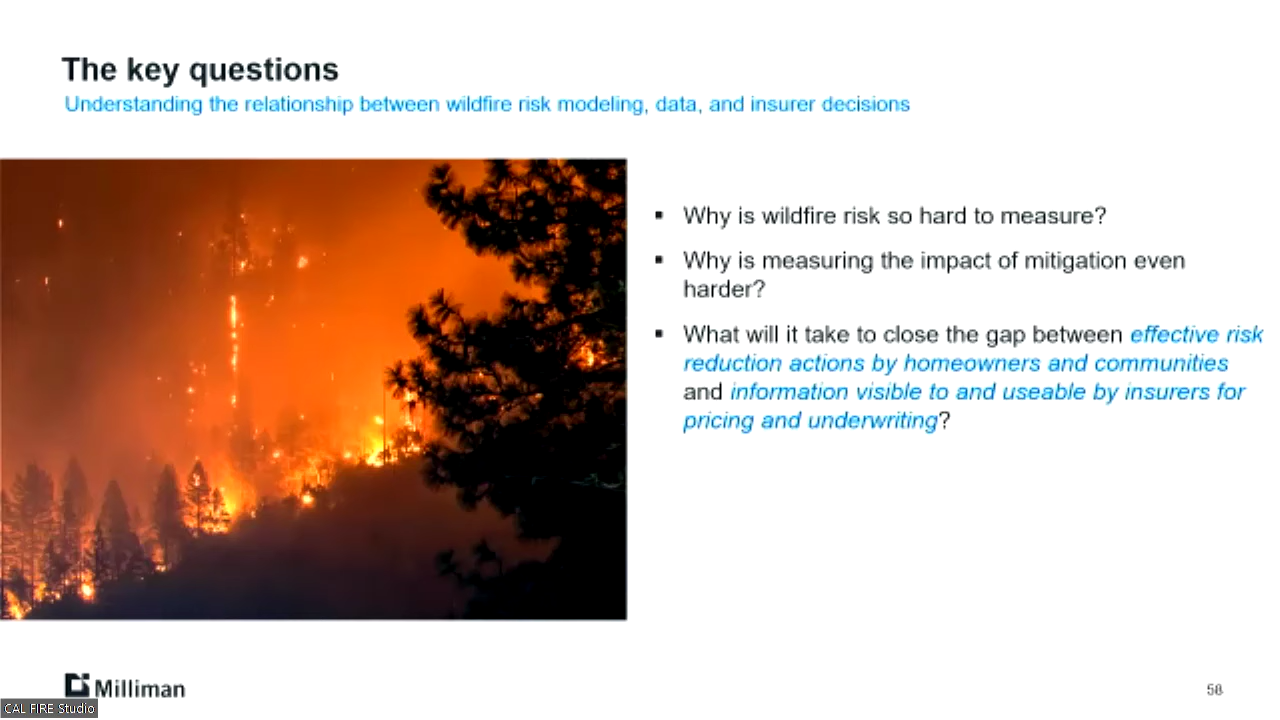 The key questions
Understanding the relationship between wildfire risk modeling, data, and insurer decisions
▪ Why is wildfire risk so hard to measure?
▪ Why is measuring the impact of mitigation even
harder?
▪ What will it take to close the gap between effective risk
reduction actions by homeowners and communities
and information visible to and useable by insurers for
pricing and underwriting?
Milliman
58
CAL FIRE Studio